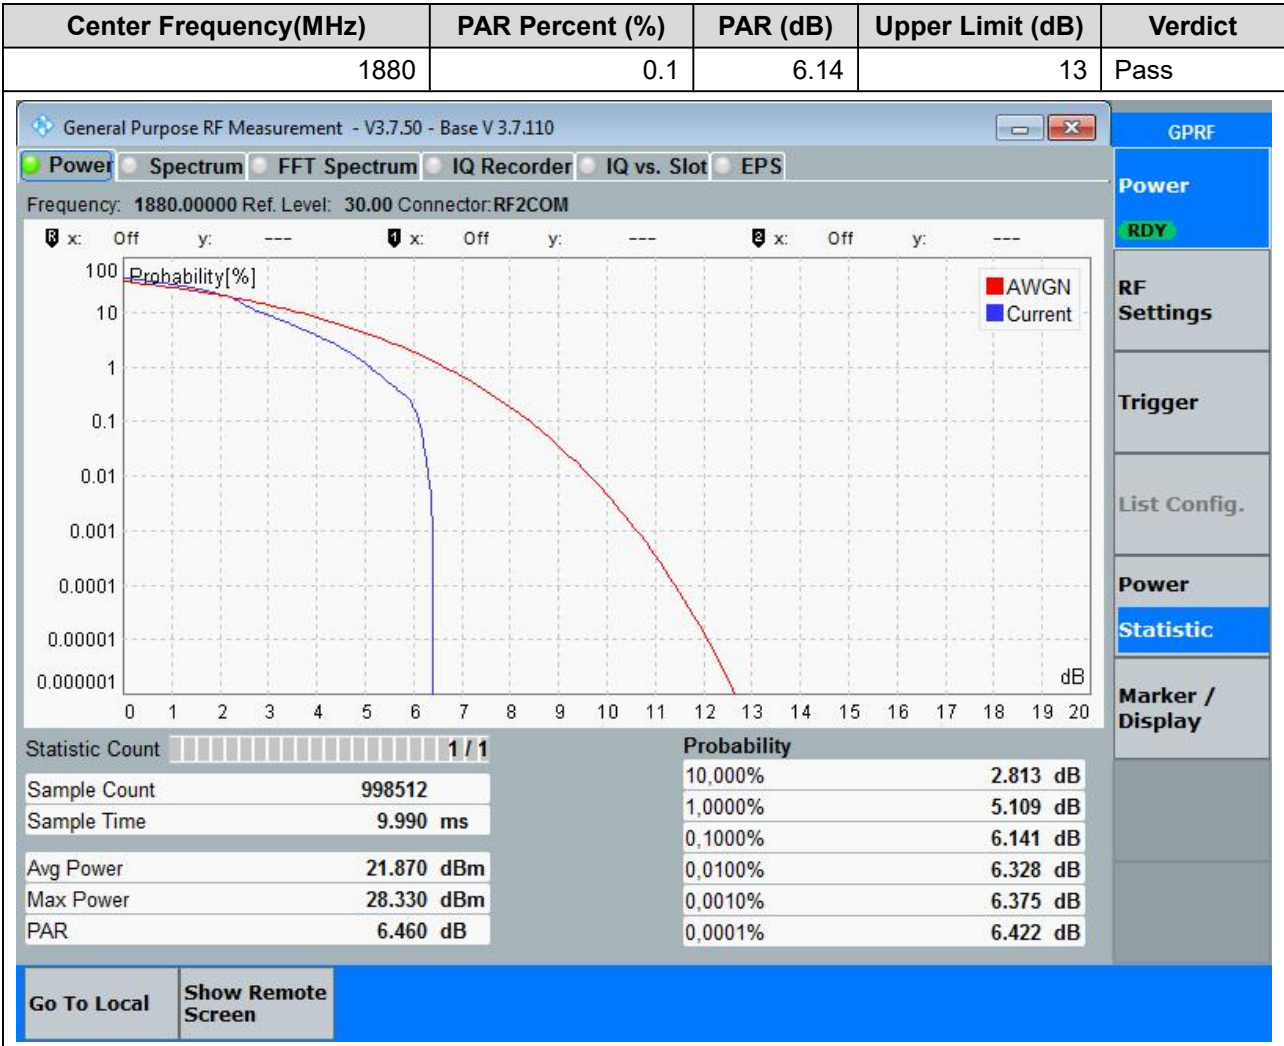 Center Frequency(MHz) PAR Percent (%) PAR (dB) Upper Limit (dB) Verdict
1880 0.1 6.14 13 Pass
General Purpose RF Measurement - V3.7.50 - Base V 3.7.110
GPRF
Power Spectrum FFT Spectrum IQ Recorder IQ vs. Slot EPS
Power
RDY
Frequency: 1880.00000 Ref. Level: 30.00 Connector: RF2COM
R x: Off y: --- 1 x: Off y: --- 2 x: Off y: ---
RF
Settings
Trigger
List Config.
Power
Statistic
Marker /
Display
Probability[%]
AWGN
Current
100
10
1
0.1
0.01
0.001
0.0001
0.00001
0.000001
dB
0 1 2 3 4 5 6 7 8 9 10 11 12 13 14 15 16 17 18 19 20
Statistic Count 1 / 1
Sample Count 998512
Sample Time 9.990 ms
Avg Power 21.870 dBm
Max Power 28.330 dBm
PAR 6.460 dB
Probability
10,000% 2.813 dB
1,0000% 5.109 dB
0,1000% 6.141 dB
0,0100% 6.328 dB
0,0010% 6.375 dB
0,0001% 6.422 dB
Go To Local
Show Remote
Screen